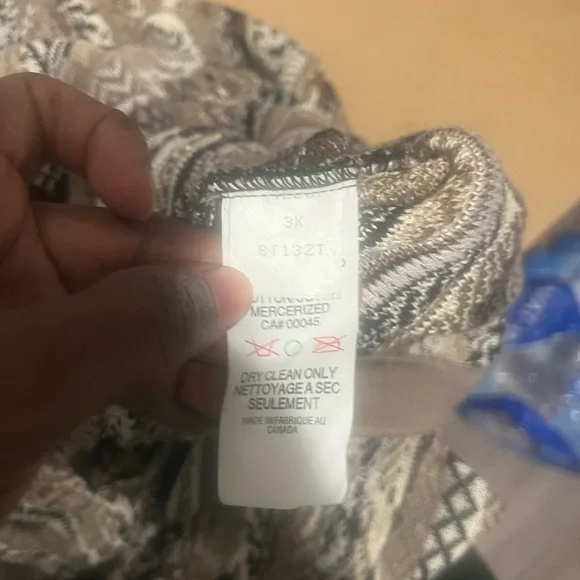 3X
MERCERIZED
CA# 00045
DRY CLEAN ONLY
NETTOYAGE A SEC
SEULEMENT
MADE IN/FABRIQUE AU
CANADA